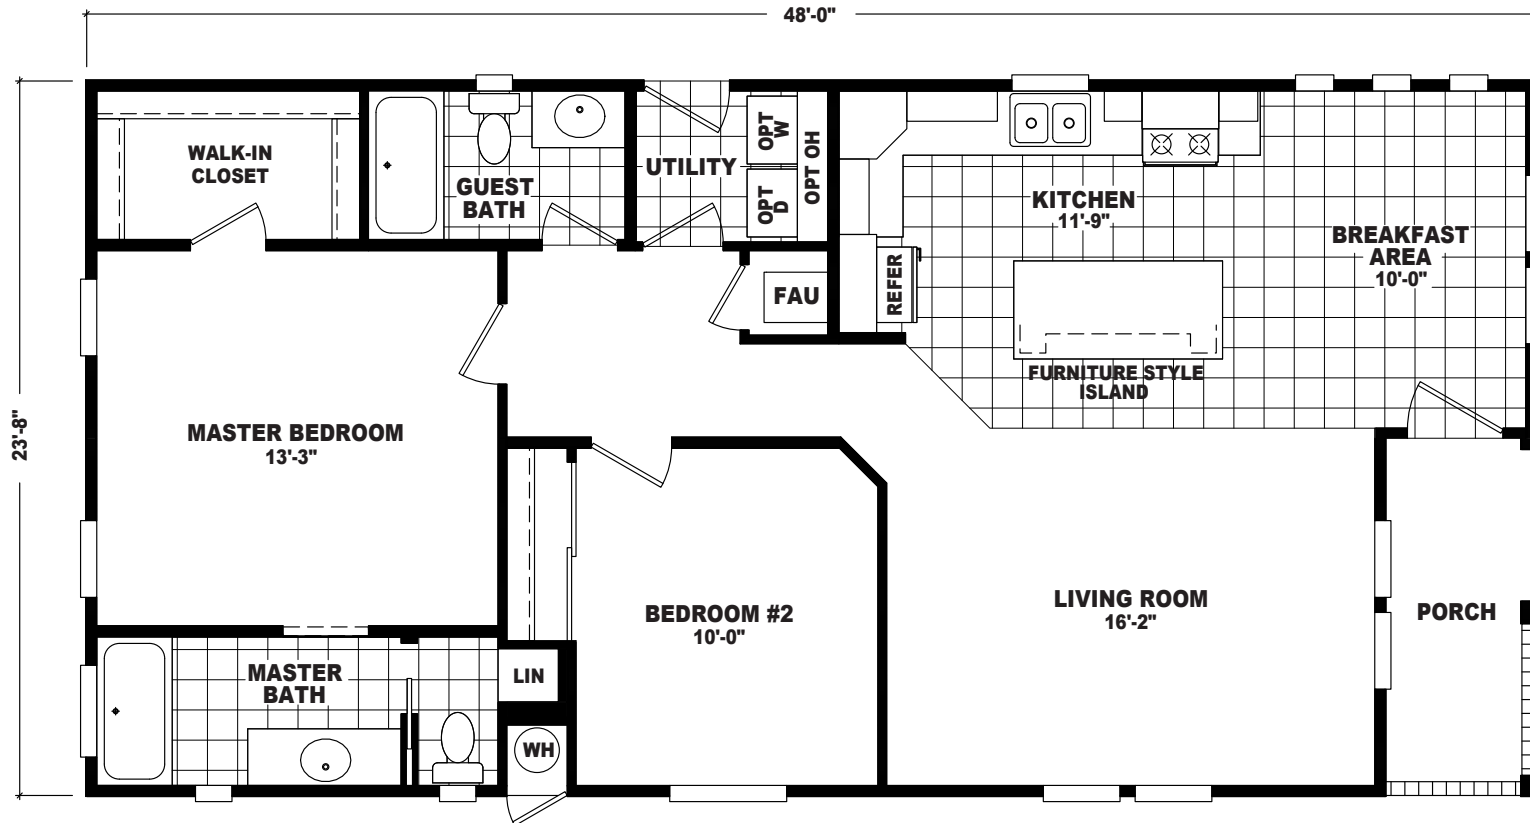 48'-0"
23'-8"
WALK-IN
CLOSET
GUEST
BATH
UTILITY
OPT
W
OPT
D
OPT OH
KITCHEN
11'-9"
BREAKFAST
AREA
10'-0"
REFER
FAU
FURNITURE STYLE
ISLAND
MASTER BEDROOM
13'-3"
BEDROOM #2
10'-0"
LIVING ROOM
16'-2"
PORCH
MASTER
BATH
LIN
WH